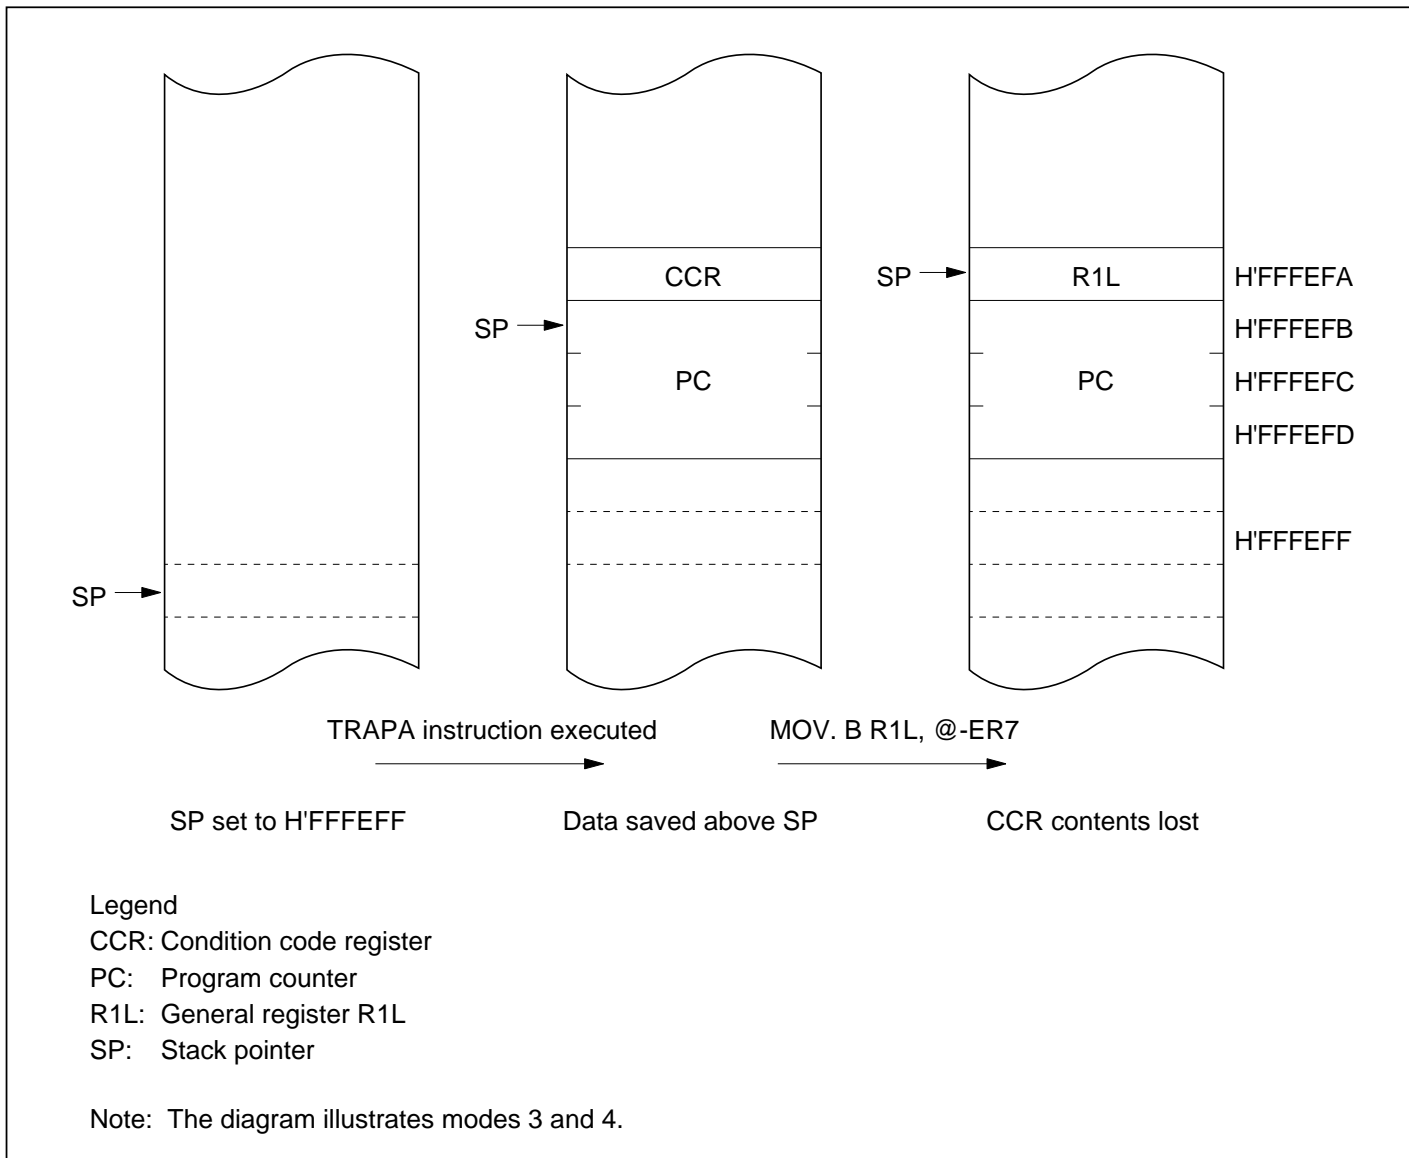 CCR
SP
R1L
H'FFFEFA
SP
H'FFFEFB
PC
PC
H'FFFEFC
H'FFFEFD
H'FFFEFF
SP
TRAPA instruction executed
MOV. B R1L, @-ER7
SP set to H'FFFEFF
Data saved above SP
CCR contents lost
Legend
CCR: Condition code register
PC: Program counter
R1L: General register R1L
SP: Stack pointer
Note: The diagram illustrates modes 3 and 4.